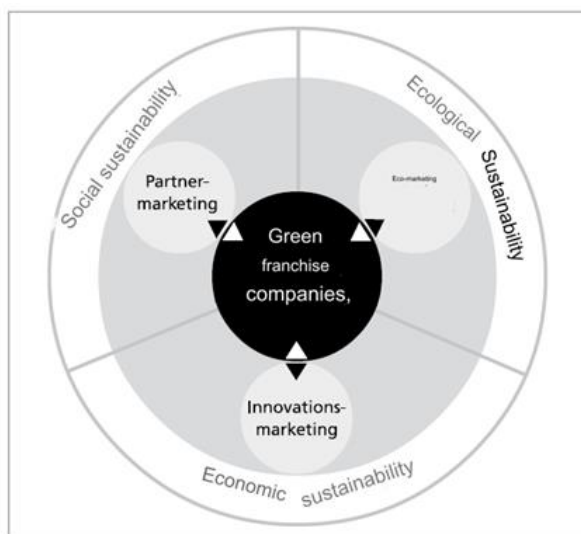 Social sustainability
Ecological
Sustainability
Partner-
marketing
Eco-marketing
Green
franchise
companies,
Innovations-
marketing
Economic sustainability